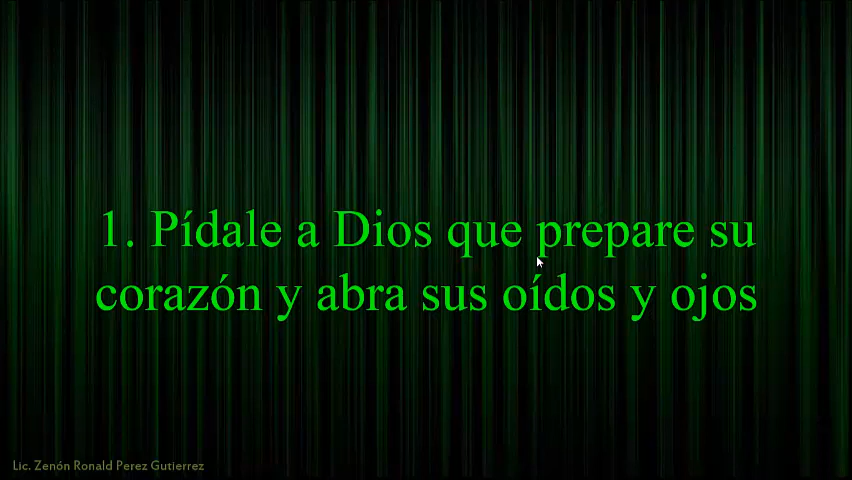 1. Pídale a Dios que prepare su
corazón y abra sus oídos y ojos
Lic. Zenón Ronald Perez Gutierrez